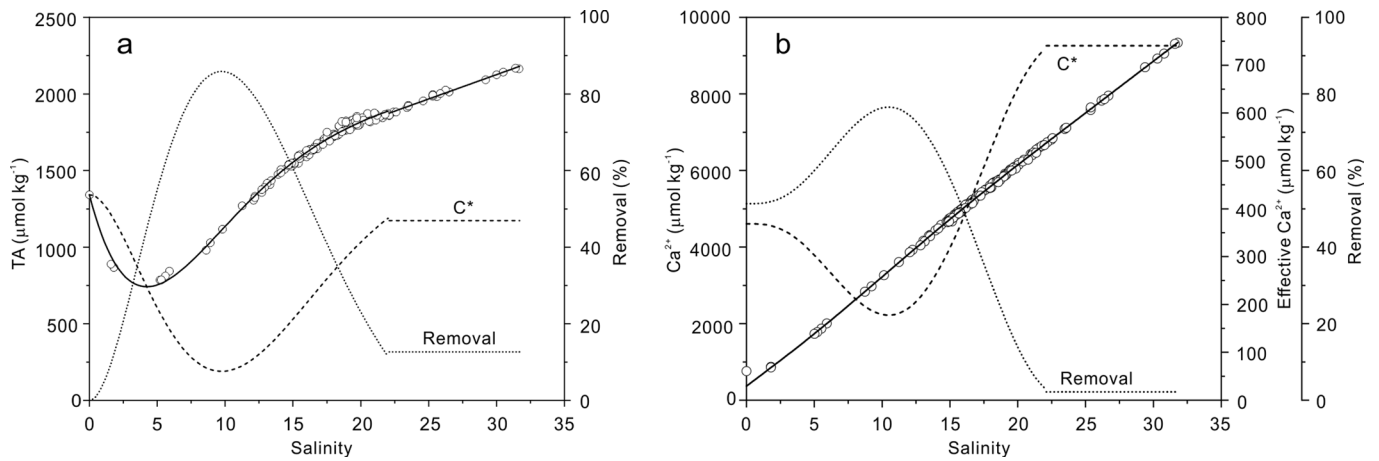 a
TA (μmol kg⁻¹)
2500
2000
1500
1000
500
0
0 5 10 15 20 25 30 35
Salinity
100
80
60
40
20
0
Removal (%)
C*
Removal
b
Ca²⁺ (μmol kg⁻¹)
10000
8000
6000
4000
2000
0
0 5 10 15 20 25 30 35
Salinity
800
700
600
500
400
300
200
100
0
Effective Ca²⁺ (μmol kg⁻¹)
100
80
60
40
20
0
Removal (%)
C*
Removal